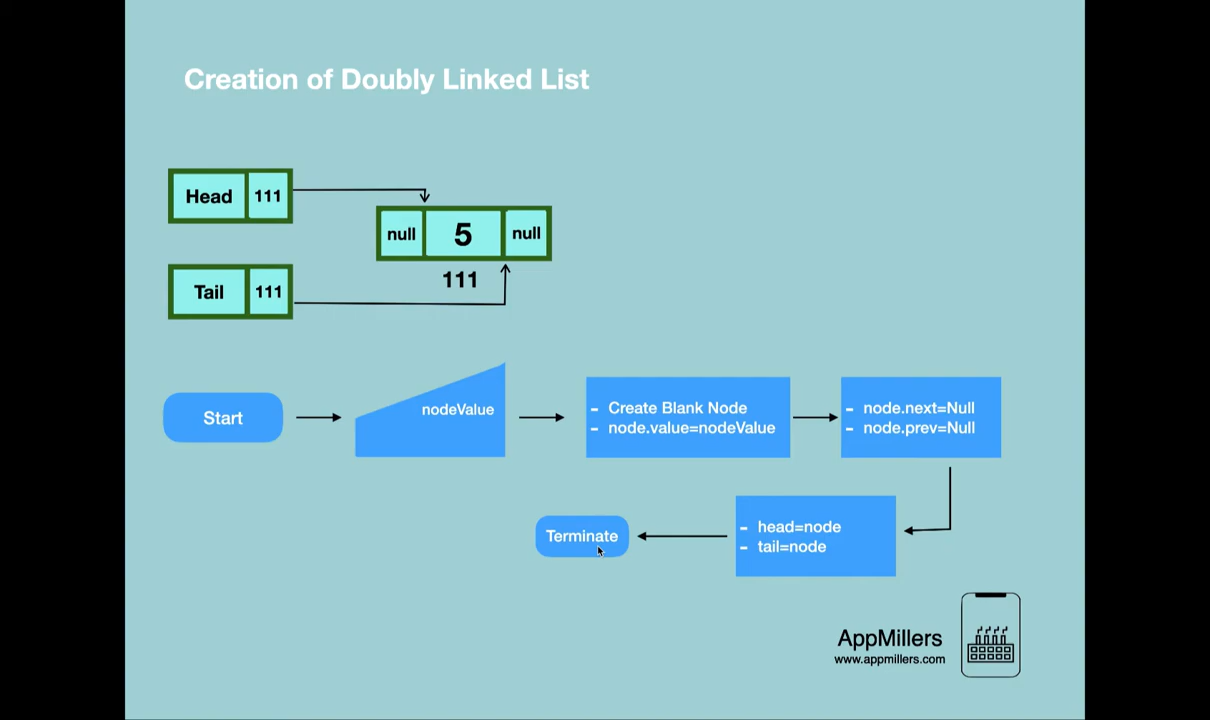 Creation of Doubly Linked List
Head 111
null 5 null
111
Tail 111
Start
nodeValue
- Create Blank Node
- node.value=nodeValue
- node.next=Null
- node.prev=Null
- head=node
- tail=node
Terminate
AppMillers
www.appmillers.com